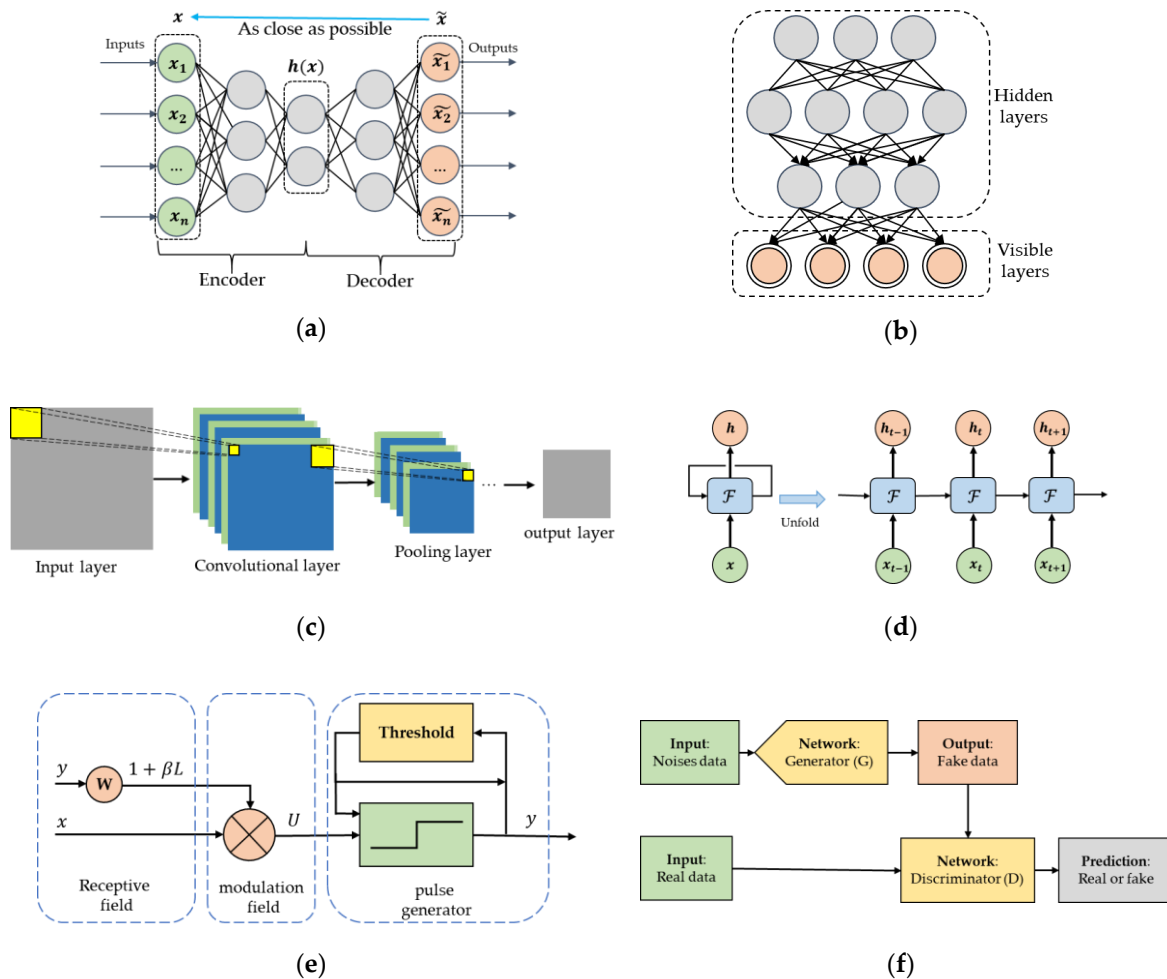 x
x̃
As close as possible
Inputs
Outputs
h(x)
x₁
x₂
...
xₙ
x̃₁
x̃₂
...
x̃ₙ
Encoder
Decoder
(a)
Hidden
layers
Visible
layers
(b)
Input layer
Convolutional layer
Pooling layer
...
output layer
(c)
h
hₜ₋₁
hₜ
hₜ₊₁
ℱ
Unfold
ℱ
ℱ
ℱ
x
xₜ₋₁
xₜ
xₜ₊₁
(d)
Threshold
y
W
1 + βL
x
U
y
Receptive
field
modulation
field
pulse
generator
(e)
Input:
Noises data
Network:
Generator (G)
Output:
Fake data
Input:
Real data
Network:
Discriminator (D)
Prediction:
Real or fake
(f)